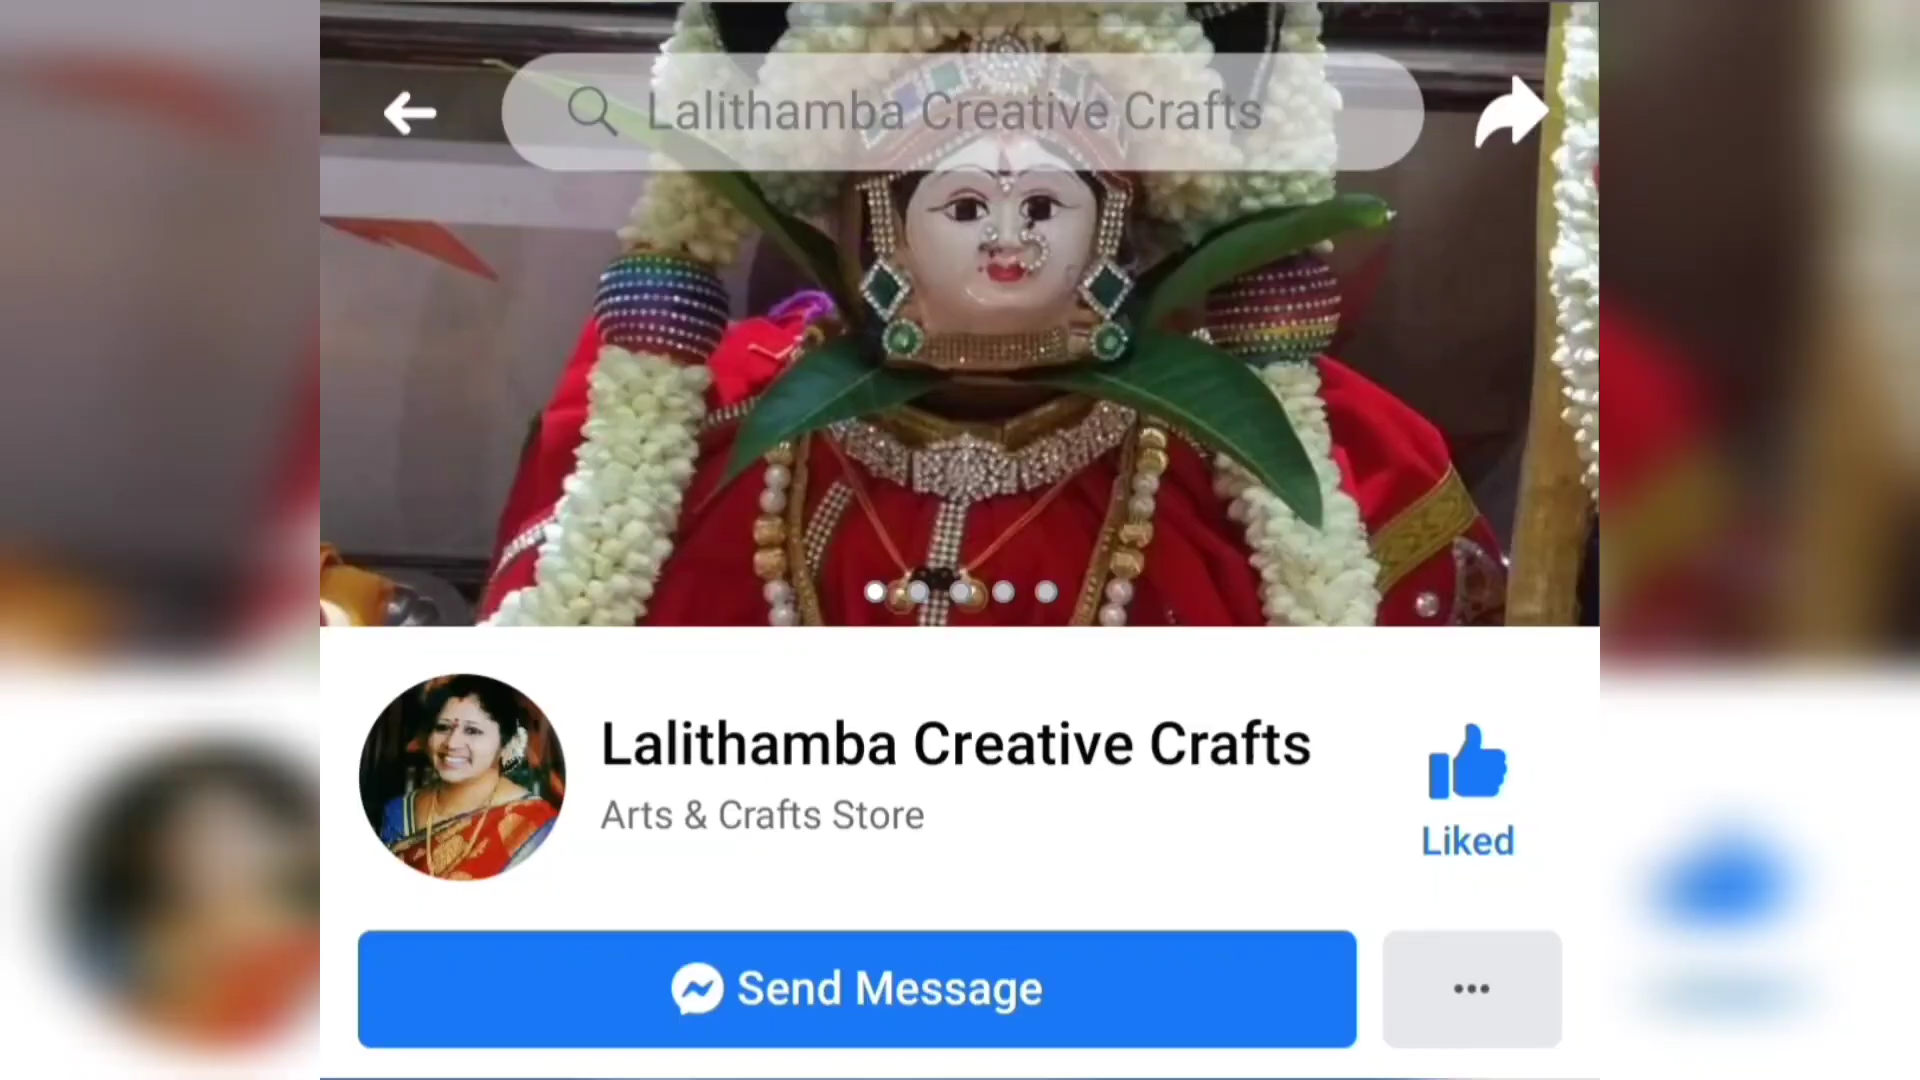 Lalithamba Creative Crafts
Lalithamba Creative Crafts
Arts & Crafts Store
Liked
Send Message